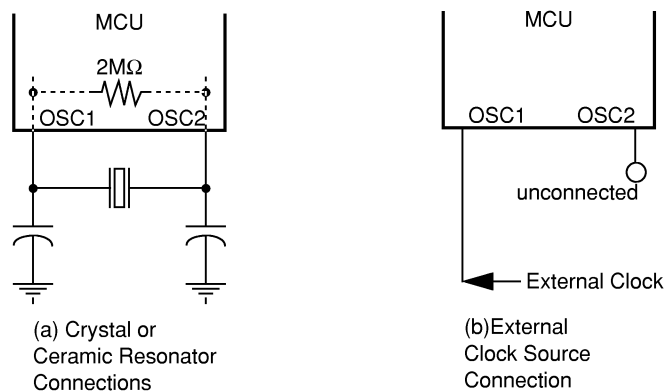 MCU
2MΩ
OSC1
OSC2
(a) Crystal or
Ceramic Resonator
Connections
MCU
OSC1
OSC2
unconnected
External Clock
(b)External
Clock Source
Connection